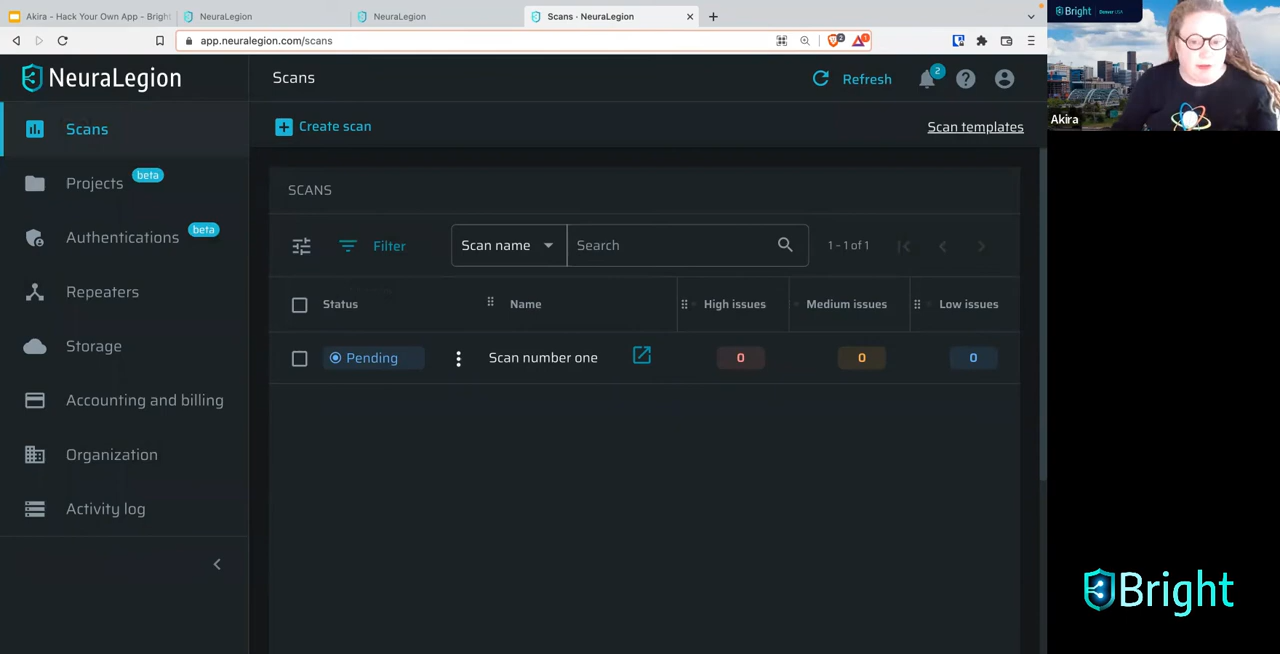 Akira - Hack Your Own App - Bright
NeuraLegion
NeuraLegion
Scans · NeuraLegion
app.neuralegion.com/scans
2
1
Bright
Akira
NeuraLegion
Scans
Refresh
2
Scans
Create scan
Scan templates
Projects
beta
SCANS
Authentications
beta
Filter
Scan name
Search
1 – 1 of 1
Repeaters
Status
Name
High issues
Medium issues
Low issues
Storage
Pending
Scan number one
0
0
0
Accounting and billing
Organization
Activity log
Bright